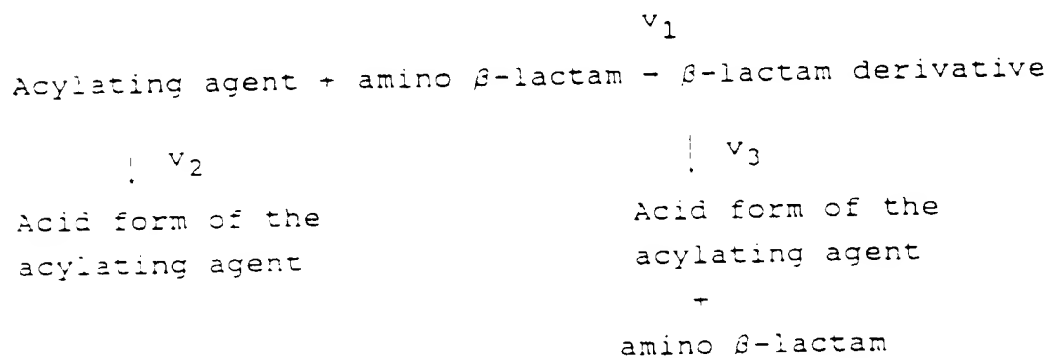 v1
Acylating agent + amino β-lactam → β-lactam derivative
↓ v2
↓ v3
Acid form of the
acylating agent
Acid form of the
acylating agent
+
amino β-lactam